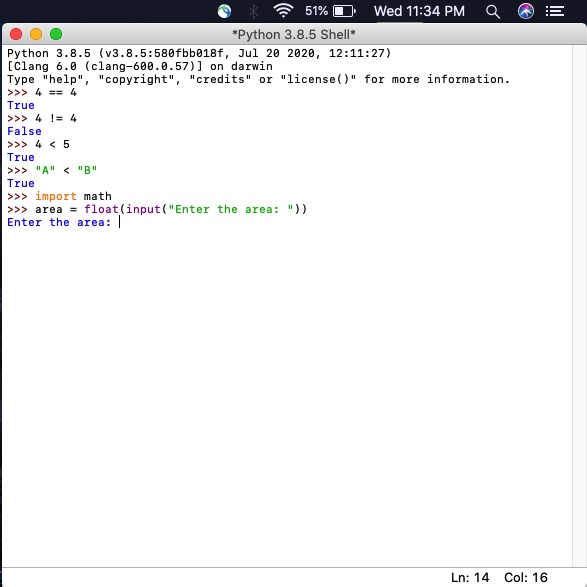 51% Wed 11:34 PM
*Python 3.8.5 Shell*
Python 3.8.5 (v3.8.5:580fbb018f, Jul 20 2020, 12:11:27)
[Clang 6.0 (clang-600.0.57)] on darwin
Type "help", "copyright", "credits" or "license()" for more information.
>>> 4 == 4
True
>>> 4 != 4
False
>>> 4 < 5
True
>>> "A" < "B"
True
>>> import math
>>> area = float(input("Enter the area: "))
Enter the area:
Ln: 14 Col: 16